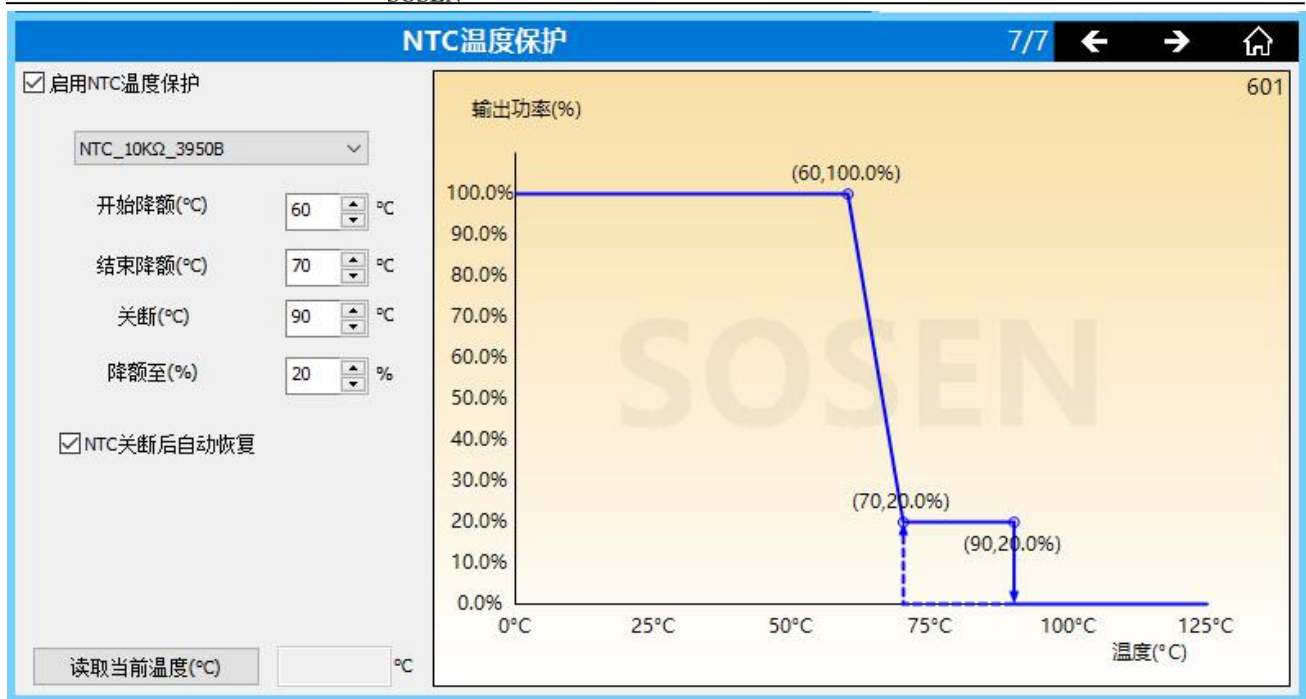 SOSEN
NTC温度保护
7/7
启用NTC温度保护
NTC_10KΩ_3950B
开始降额(℃) 60 ℃
结束降额(℃) 70 ℃
关断(℃) 90 ℃
降额至(%) 20 %
NTC关断后自动恢复
读取当前温度(℃) ℃
601
输出功率(%)
(60,100.0%)
100.0%
90.0%
80.0%
70.0%
60.0%
50.0%
40.0%
30.0%
20.0%
10.0%
0.0%
SOSEN
(70,20.0%)
(90,20.0%)
0°C 25°C 50°C 75°C 100°C 125°C
温度(°C)